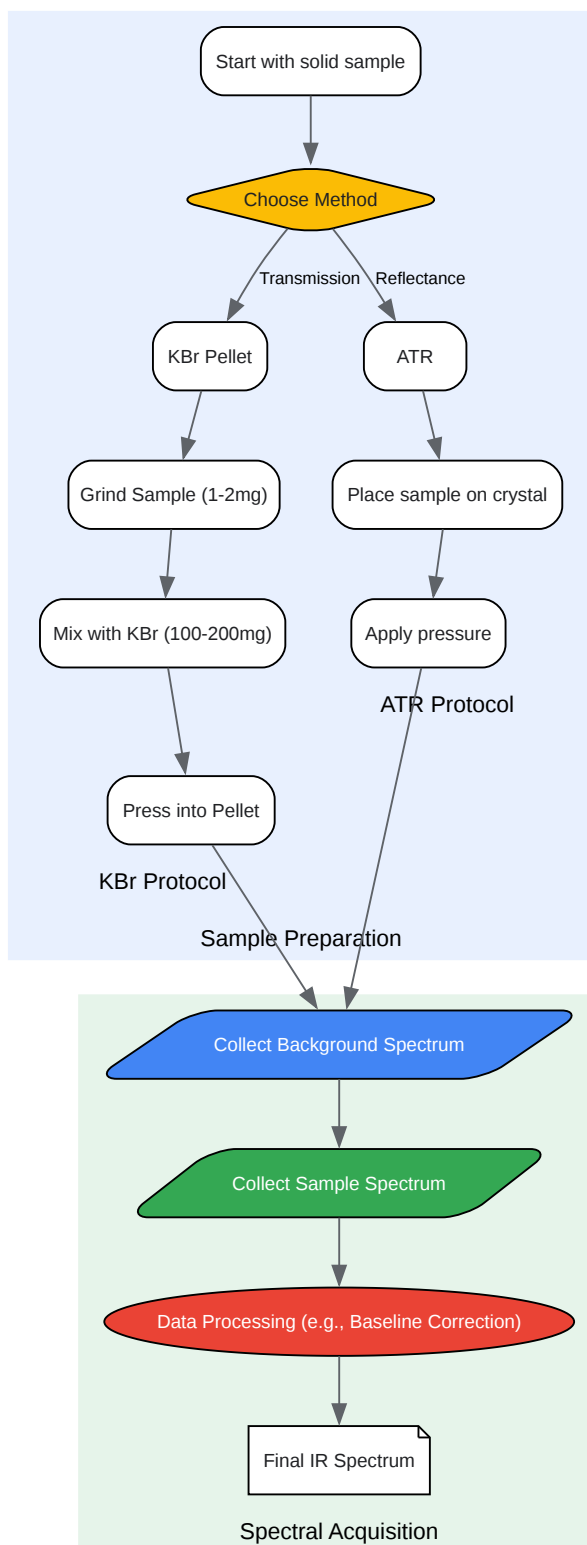 Start with solid sample
Choose Method
Transmission
Reflectance
KBr Pellet
ATR
Grind Sample (1-2mg)
Place sample on crystal
Mix with KBr (100-200mg)
Apply pressure
ATR Protocol
Press into Pellet
KBr Protocol
Sample Preparation
Collect Background Spectrum
Collect Sample Spectrum
Data Processing (e.g., Baseline Correction)
Final IR Spectrum
Spectral Acquisition